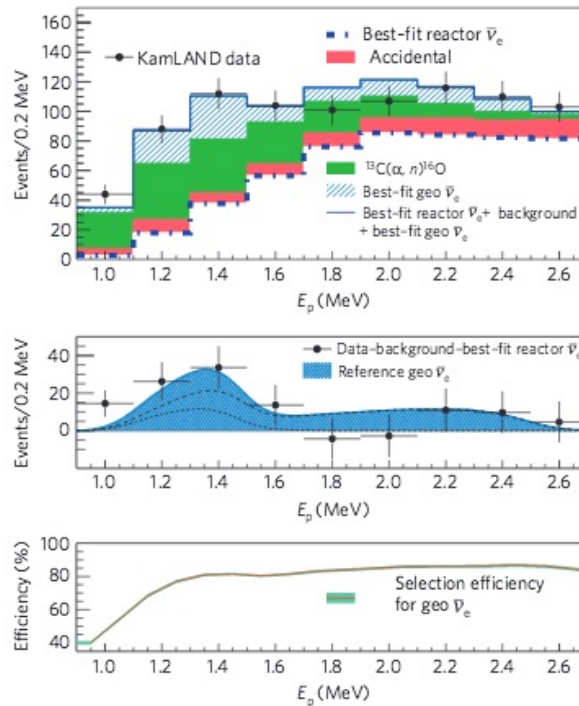 Best-fit reactor ν̅e
KamLAND data
Accidental
Events/0.2 MeV
140
120
100
80
60
40
20
0
¹³C(α, n)¹⁶O
Best-fit geo ν̅e
Best-fit reactor ν̅e+ background
+ best-fit geo ν̅e
1.0 1.2 1.4 1.6 1.8 2.0 2.2 2.4 2.6
Ep (MeV)
Events/0.2 MeV
40
20
0
Data–background–best-fit reactor ν̅e
Reference geo ν̅e
1.0 1.2 1.4 1.6 1.8 2.0 2.2 2.4 2.6
Ep (MeV)
Efficiency (%)
100
80
60
40
Selection efficiency
for geo ν̅e
1.0 1.2 1.4 1.6 1.8 2.0 2.2 2.4 2.6
Ep (MeV)